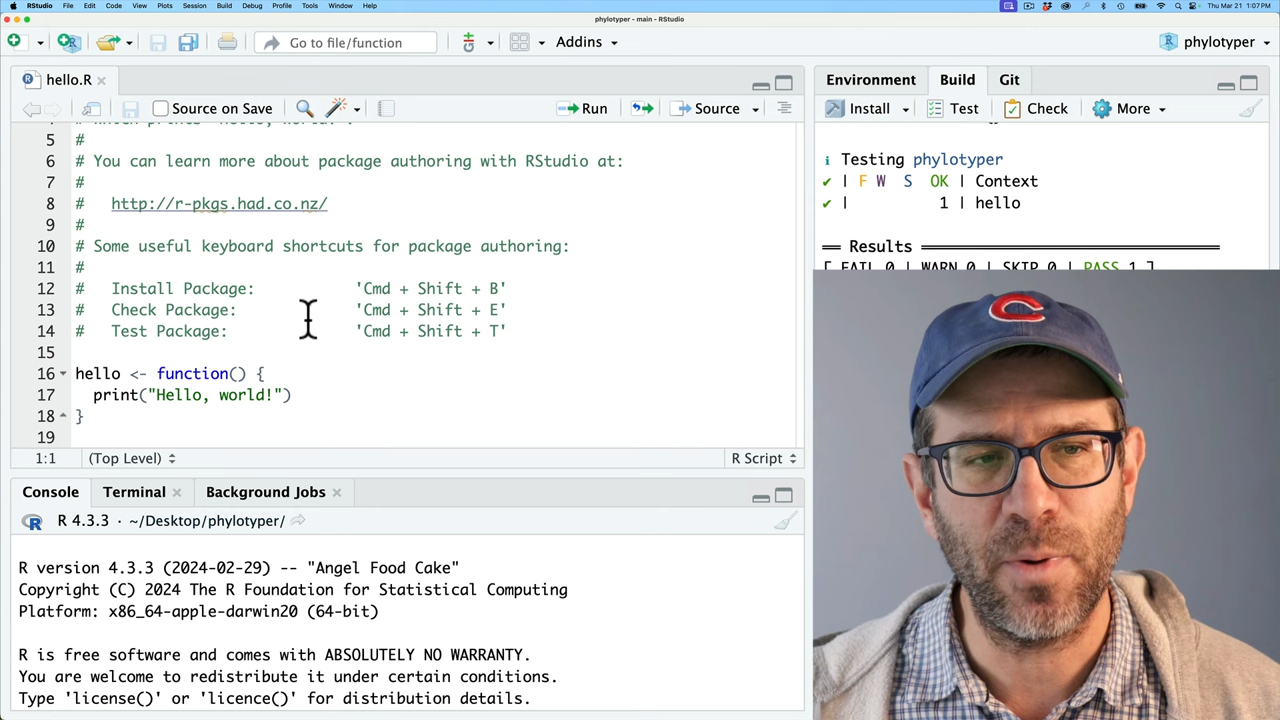 RStudio File Edit Code View Plots Session Build Debug Profile Tools Window Help Thu Mar 21 1:07 PM
phylotyper - main - RStudio
Go to file/function Addins phylotyper
hello.R
Source on Save Run Source
5 #
6 # You can learn more about package authoring with RStudio at:
7 #
8 # http://r-pkgs.had.co.nz/
9 #
10 # Some useful keyboard shortcuts for package authoring:
11 #
12 # Install Package: 'Cmd + Shift + B'
13 # Check Package: 'Cmd + Shift + E'
14 # Test Package: 'Cmd + Shift + T'
15
16 hello <- function() {
17 print("Hello, world!")
18 }
19
1:1 (Top Level) R Script
Console Terminal Background Jobs
R 4.3.3 · ~/Desktop/phylotyper/
R version 4.3.3 (2024-02-29) -- "Angel Food Cake"
Copyright (C) 2024 The R Foundation for Statistical Computing
Platform: x86_64-apple-darwin20 (64-bit)
R is free software and comes with ABSOLUTELY NO WARRANTY.
You are welcome to redistribute it under certain conditions.
Type 'license()' or 'licence()' for distribution details.
Environment Build Git
Install Test Check More
ℹ Testing phylotyper
✔ | F W S OK | Context
✔ | 1 | hello
══ Results ══
[ FAIL 0 | WARN 0 | SKIP 0 | PASS 1 ]
C